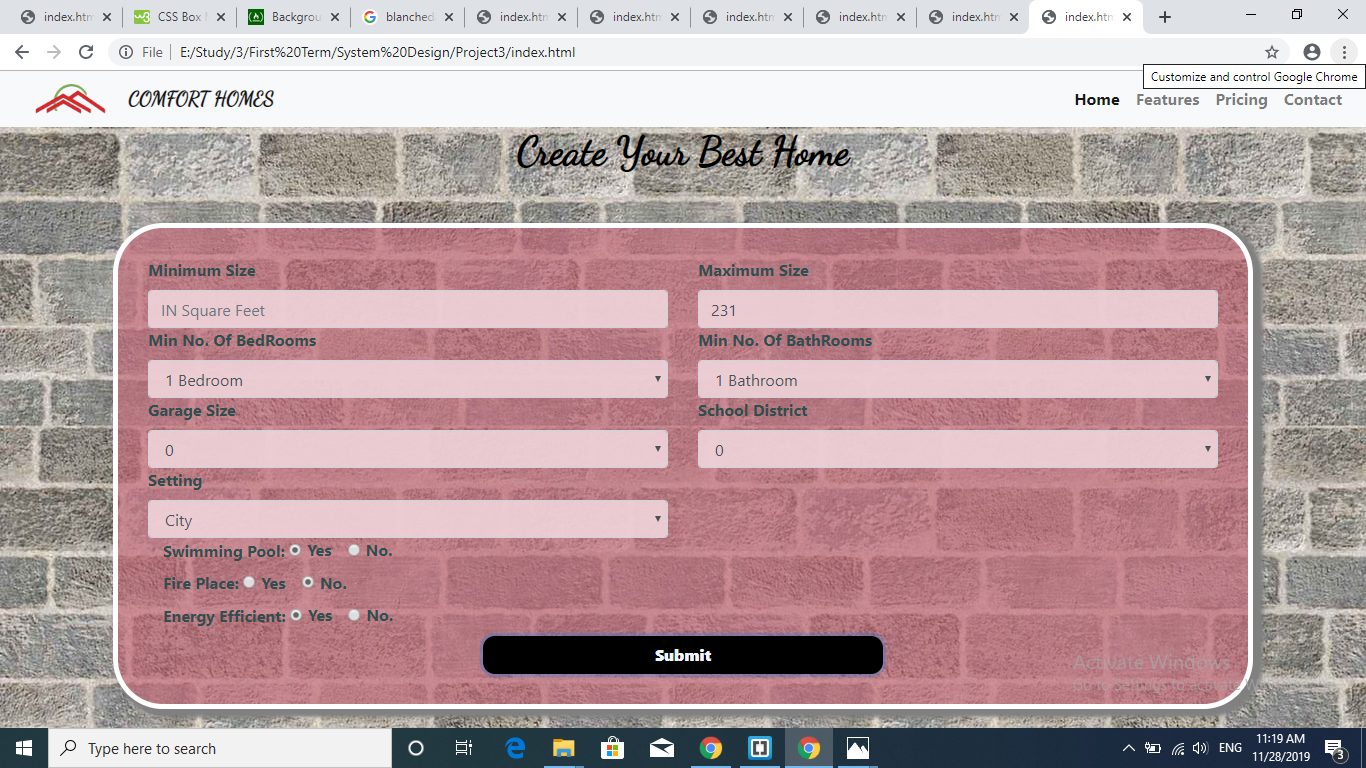 index.htm CSS Box Backgrou blanched index.htm index.htm index.htm index.htm index.htm index.htm
File E:/Study/3/First%20Term/System%20Design/Project3/index.html
Customize and control Google Chrome
COMFORT HOMES Home Features Pricing Contact
Create Your Best Home
Minimum Size Maximum Size
IN Square Feet 231
Min No. Of BedRooms Min No. Of BathRooms
1 Bedroom 1 Bathroom
Garage Size School District
0 0
Setting
City
Swimming Pool: Yes No.
Fire Place: Yes No.
Energy Efficient: Yes No.
Submit
Activate Windows
Go to Settings to activate
Type here to search ENG 11:19 AM
11/28/2019 3